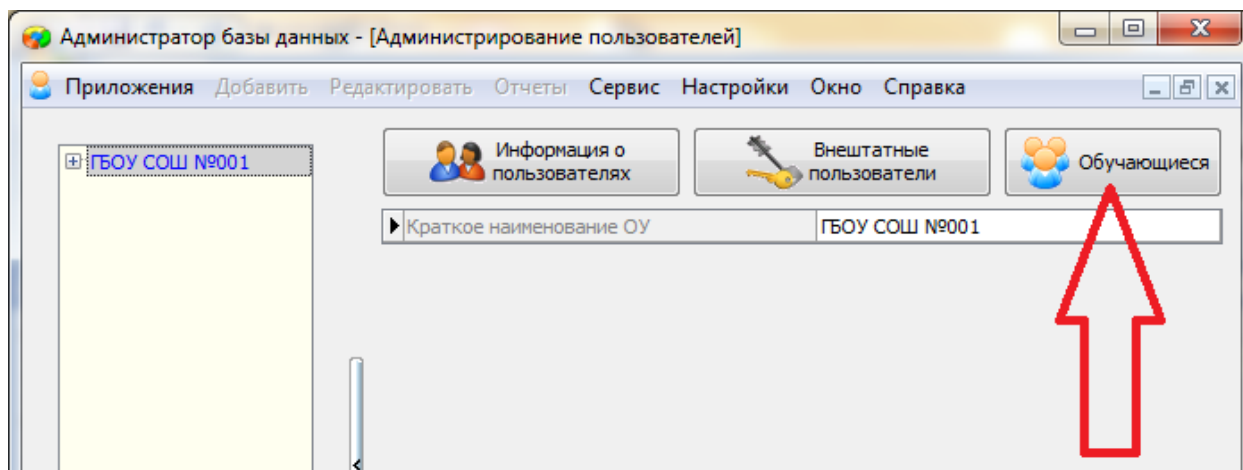 Администратор базы данных - [Администрирование пользователей]
Приложения Добавить Редактировать Отчеты Сервис Настройки Окно Справка
ГБОУ СОШ №001
Информация о
пользователях
Внештатные
пользователи
Обучающиеся
Краткое наименование ОУ
ГБОУ СОШ №001